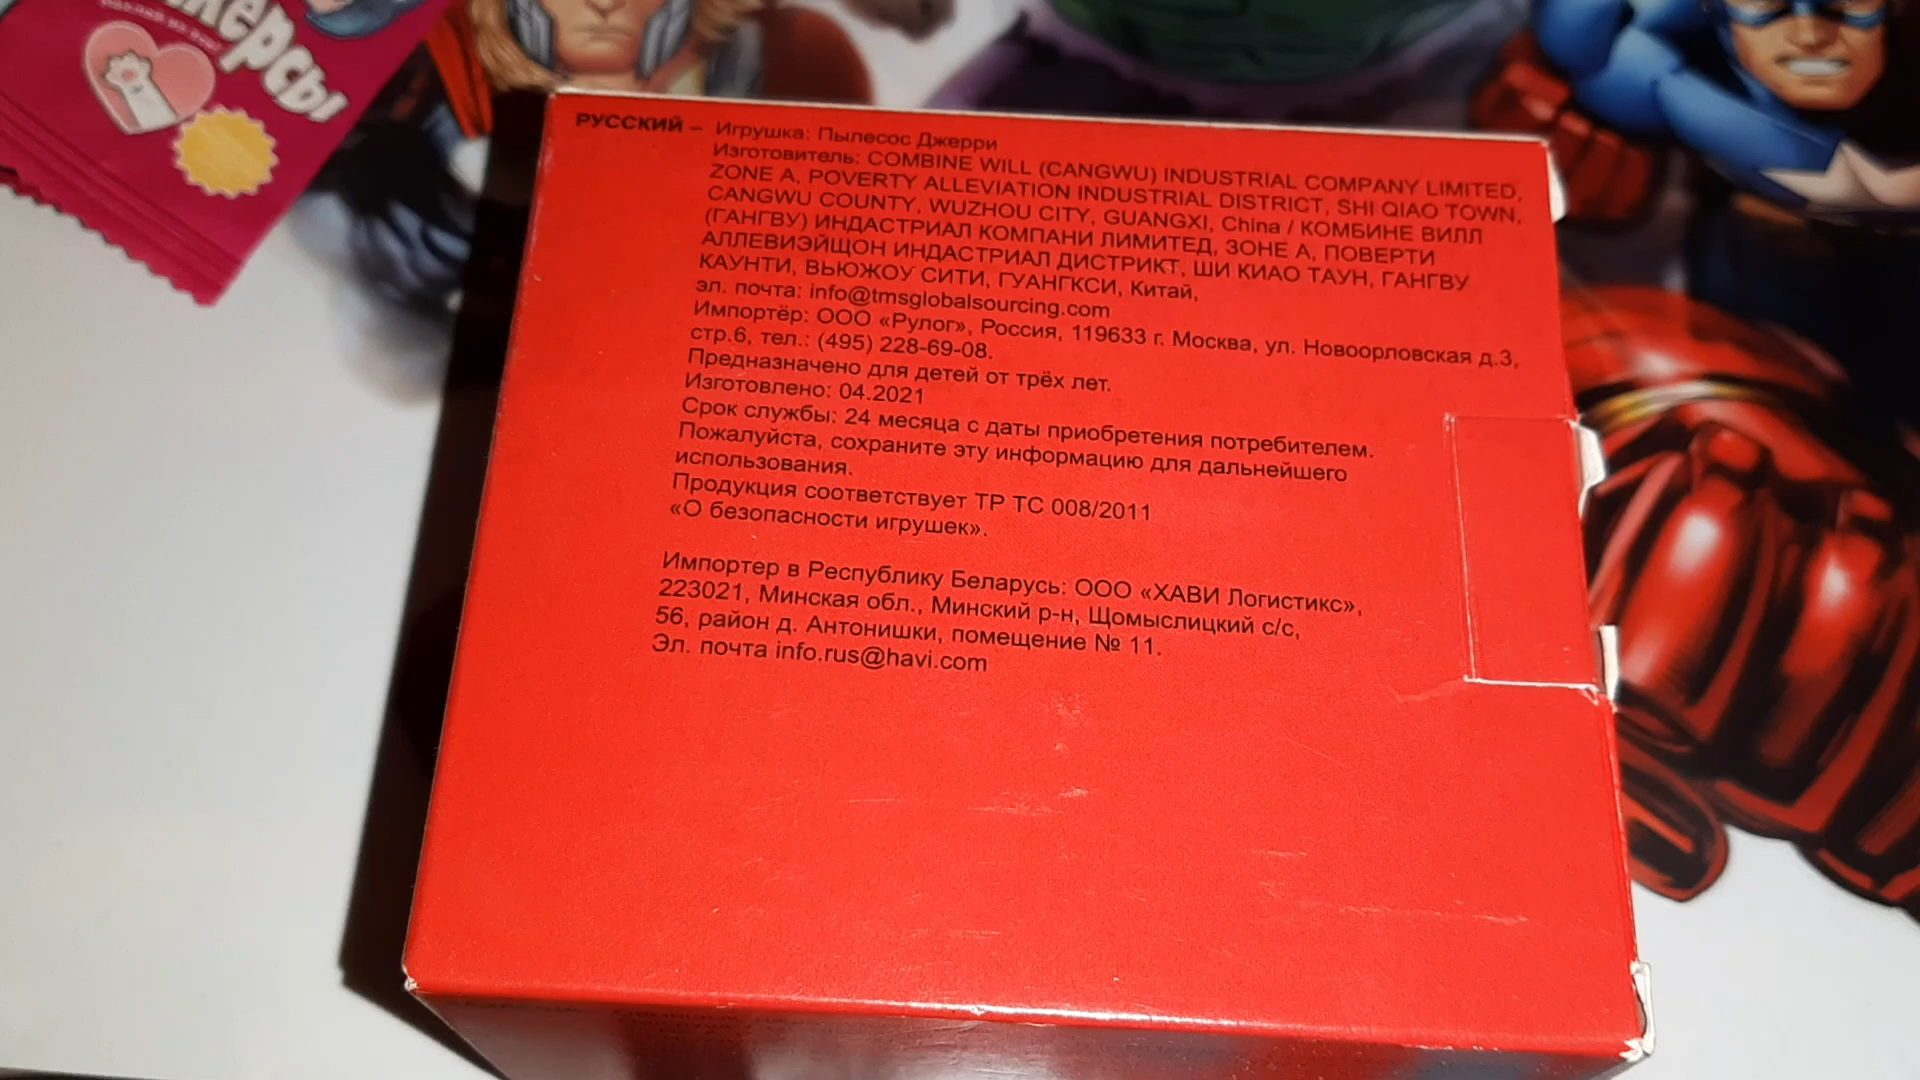 керсы
РУССКИЙ – Игрушка: Пылесос Джерри
Изготовитель: COMBINE WILL (CANGWU) INDUSTRIAL COMPANY LIMITED,
ZONE A, POVERTY ALLEVIATION INDUSTRIAL DISTRICT, SHI QIAO TOWN,
CANGWU COUNTY, WUZHOU CITY, GUANGXI, China / КОМБИНЕ ВИЛЛ
(ГАНГВУ) ИНДАСТРИАЛ КОМПАНИ ЛИМИТЕД, ЗОНЕ А, ПОВЕРТИ
АЛЛЕВИЭЙЩОН ИНДАСТРИАЛ ДИСТРИКТ, ШИ КИАО ТАУН, ГАНГВУ
КАУНТИ, ВЬЮЖОУ СИТИ, ГУАНГКСИ, Китай,
эл. почта: info@tmsglobalsourcing.com
Импортёр: ООО «Рулог», Россия, 119633 г. Москва, ул. Новоорловская д.3,
стр.6, тел.: (495) 228-69-08.
Предназначено для детей от трёх лет.
Изготовлено: 04.2021
Срок службы: 24 месяца с даты приобретения потребителем.
Пожалуйста, сохраните эту информацию для дальнейшего
использования.
Продукция соответствует ТР ТС 008/2011
«О безопасности игрушек».
Импортер в Республику Беларусь: ООО «ХАВИ Логистикс»,
223021, Минская обл., Минский р-н, Щомыслицкий с/с,
56, район д. Антонишки, помещение № 11.
Эл. почта info.rus@havi.com